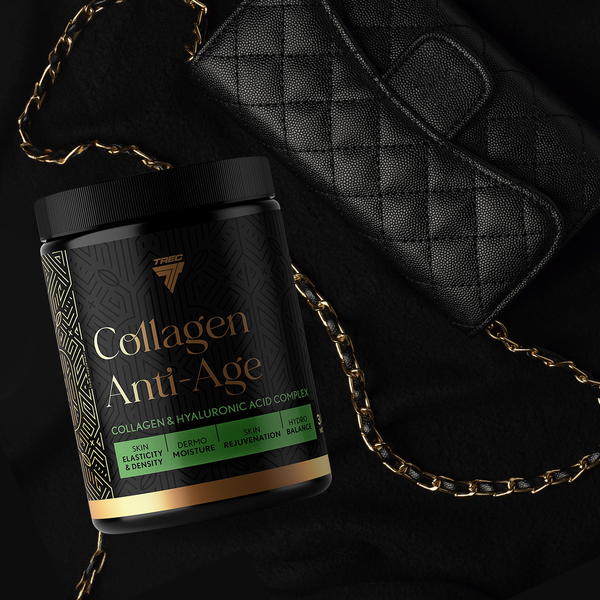 TREC
Collagen
Anti-Age
COLLAGEN & HYALURONIC ACID COMPLEX
SKIN
ELASTICITY
& DENSITY
DERMO
MOISTURE
SKIN
REJUVENATION
HYDRO
BALANCE